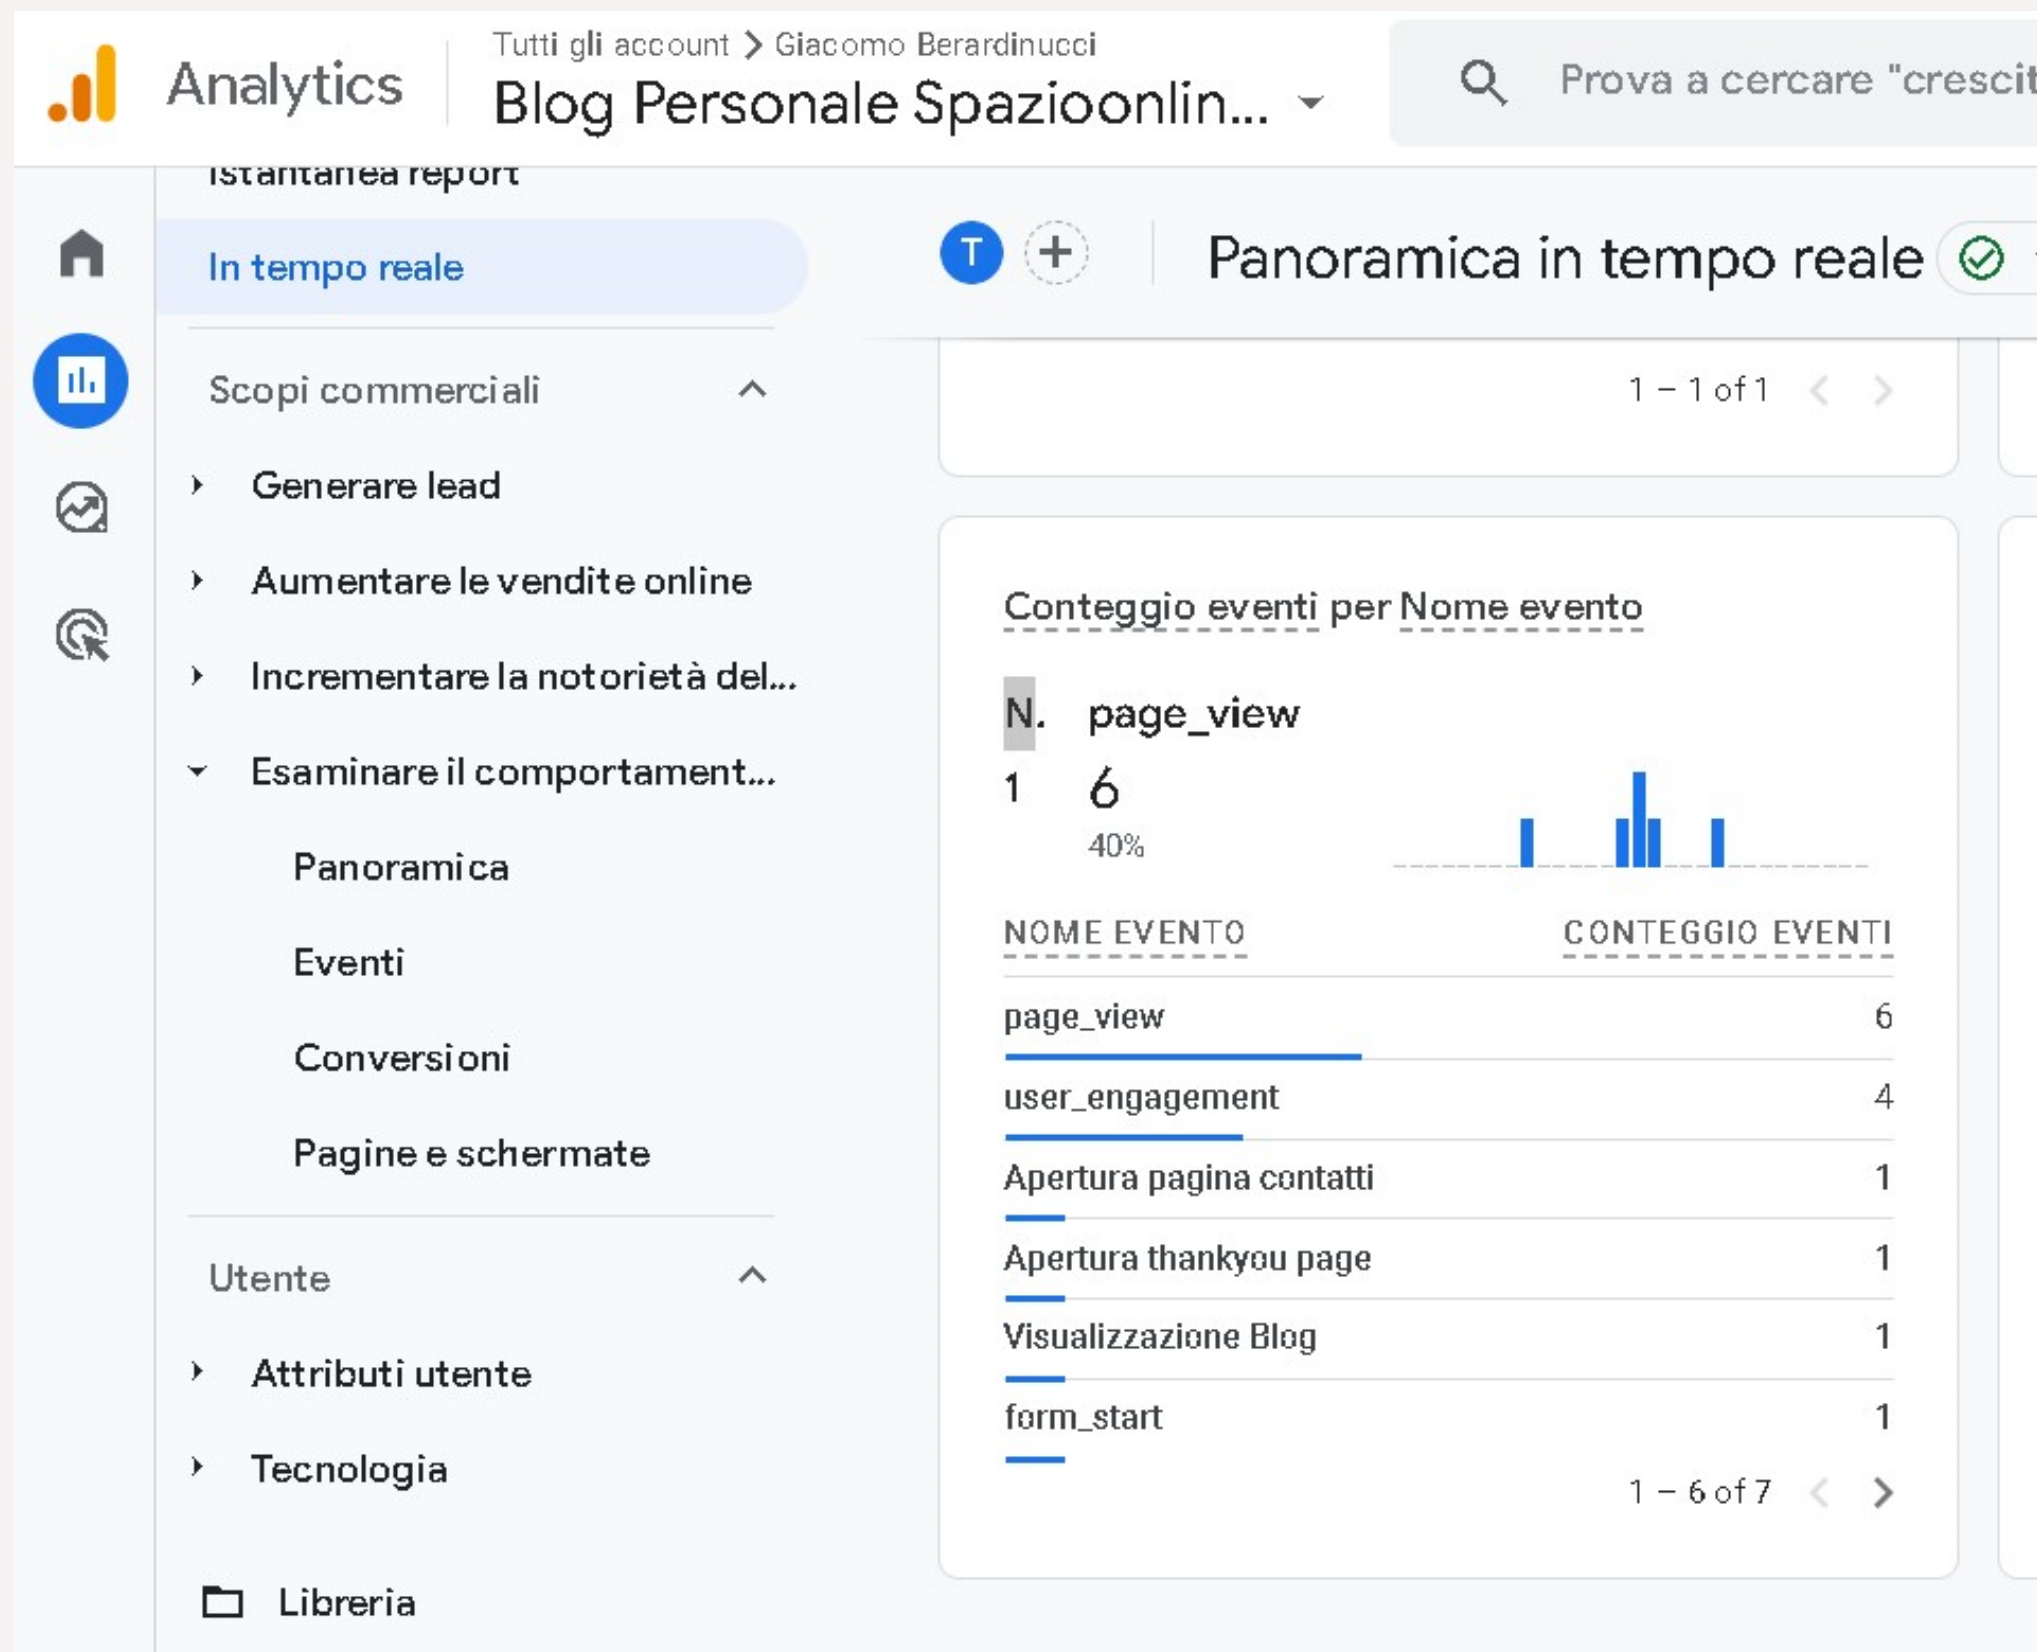 Analytics
Tutti gli account > Giacomo Berardinucci
Blog Personale Spazioonlin...
Prova a cercare "crescit
Istantanea report
In tempo reale
Scopi commerciali
Generare lead
Aumentare le vendite online
Incrementare la notorietà del...
Esaminare il comportament...
Panoramica
Eventi
Conversioni
Pagine e schermate
Utente
Attributi utente
Tecnologia
Libreria
T
Panoramica in tempo reale
1 – 1 of 1
Conteggio eventi per Nome evento
N. page_view
1 6
40%
NOME EVENTO CONTEGGIO EVENTI
page_view 6
user_engagement 4
Apertura pagina contatti 1
Apertura thankyou page 1
Visualizzazione Blog 1
form_start 1
1 – 6 of 7